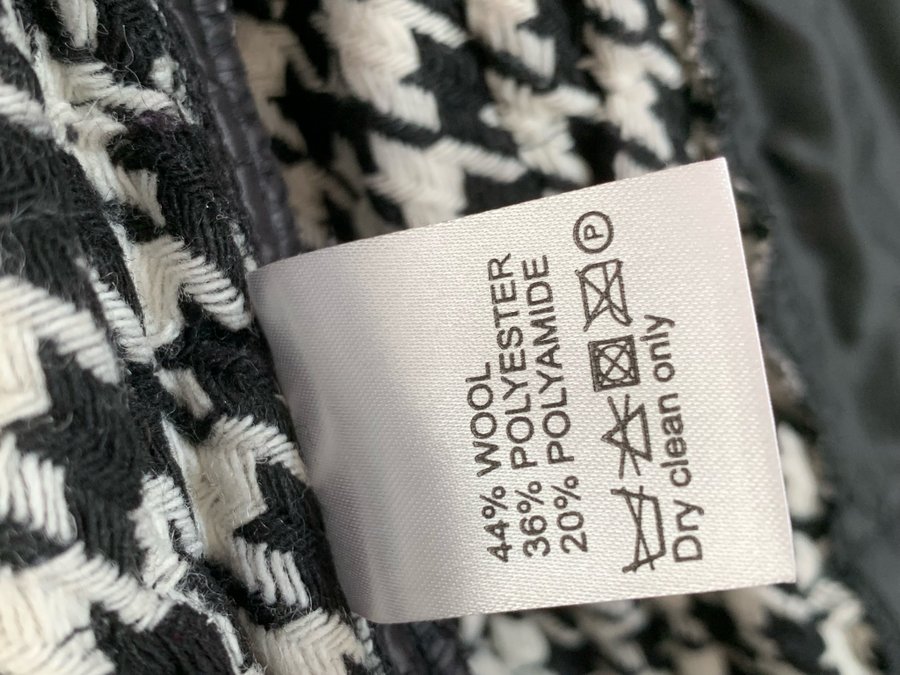 44% WOOL
36% POLYESTER
20% POLYAMIDE
P
Dry clean only